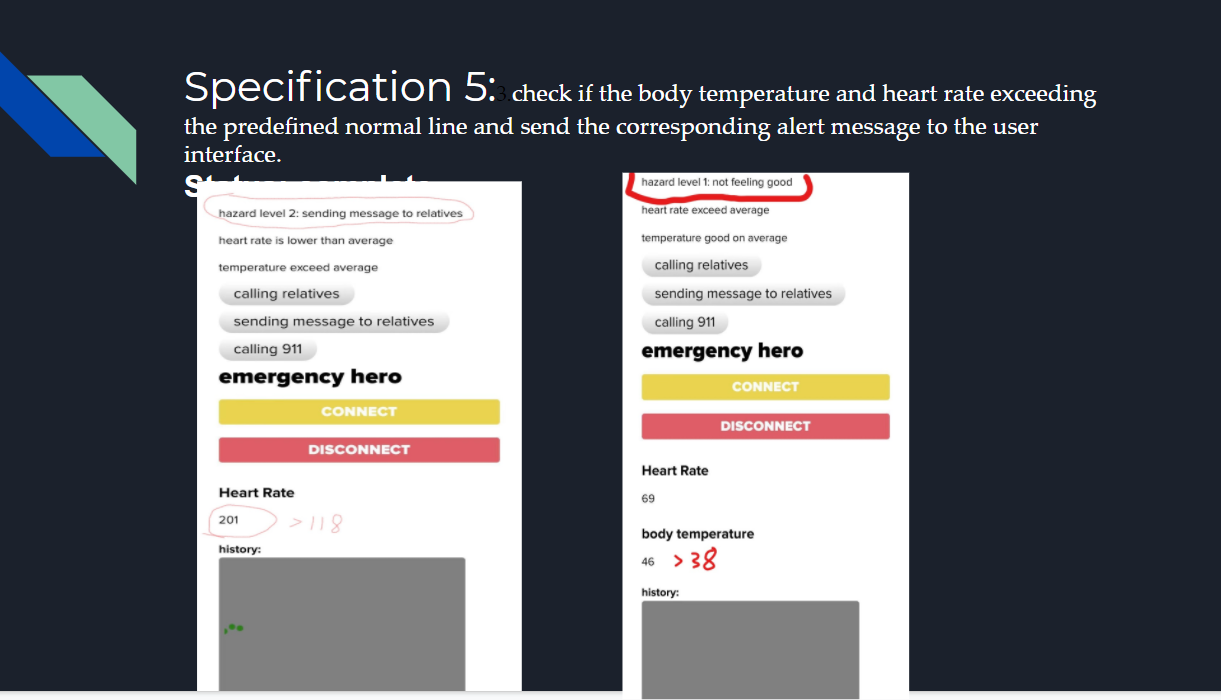 Specification 5: check if the body temperature and heart rate exceeding
the predefined normal line and send the corresponding alert message to the user
interface.
hazard level 2: sending message to relatives
heart rate is lower than average
temperature exceed average
calling relatives
sending message to relatives
calling 911
emergency hero
CONNECT
DISCONNECT
Heart Rate
201 >118
history:
hazard level 1: not feeling good
heart rate exceed average
temperature good on average
calling relatives
sending message to relatives
calling 911
emergency hero
CONNECT
DISCONNECT
Heart Rate
69
body temperature
46 >38
history: